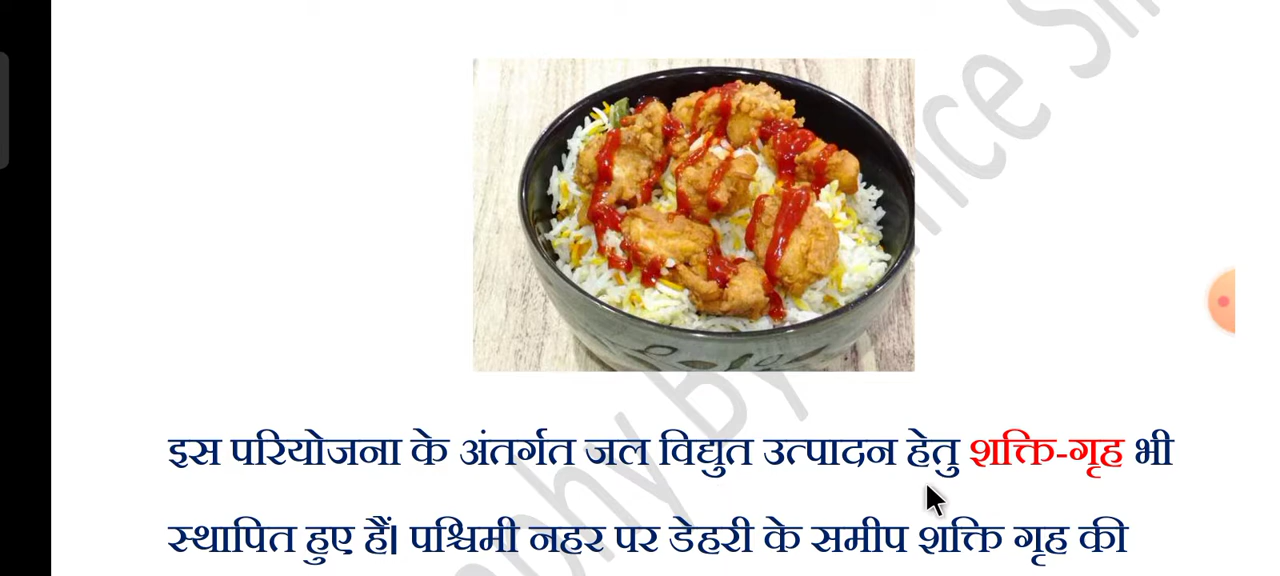 इस परियोजना के अंतर्गत जल विद्युत उत्पादन हेतु शक्ति-गृह भी
स्थापित हुए हैं। पश्चिमी नहर पर डेहरी के समीप शक्ति गृह की